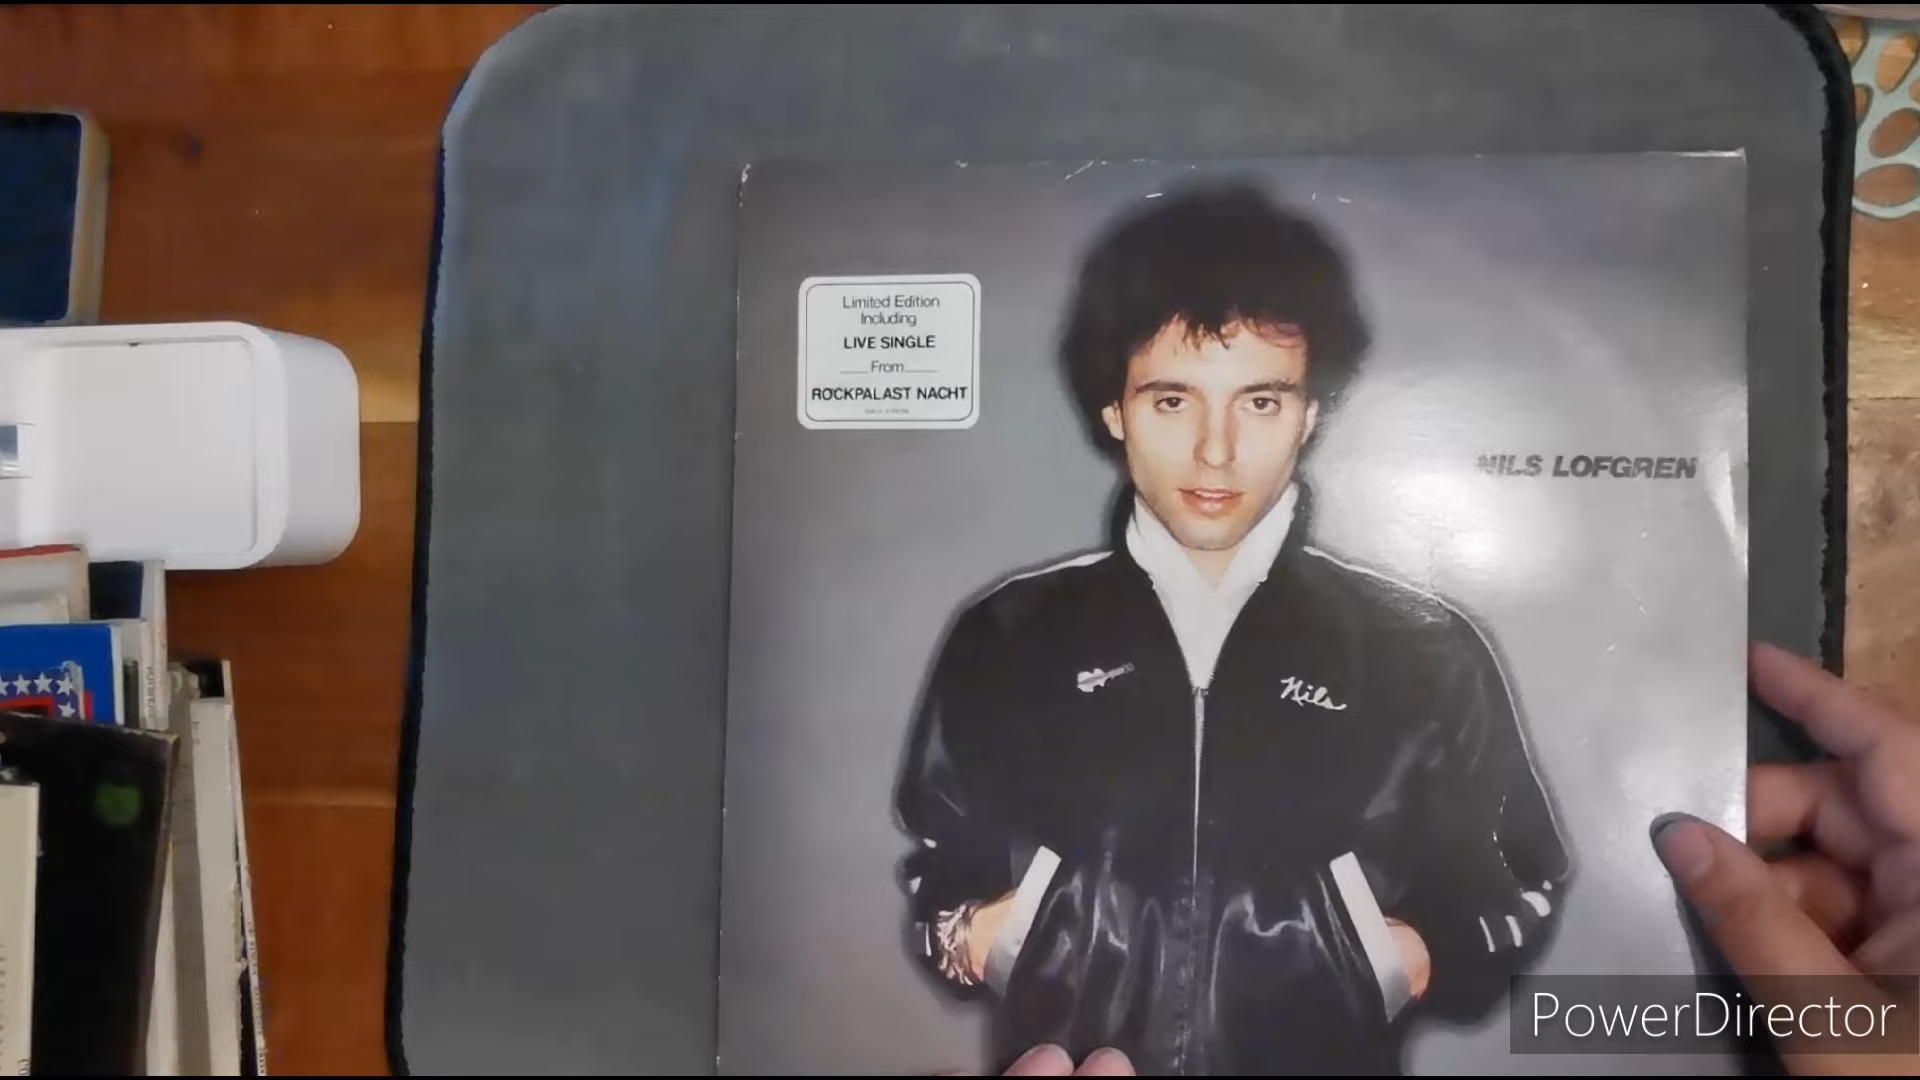 Limited Edition
Including
LIVE SINGLE
From
ROCKPALAST NACHT
NILS LOFGREN
Nils
PowerDirector